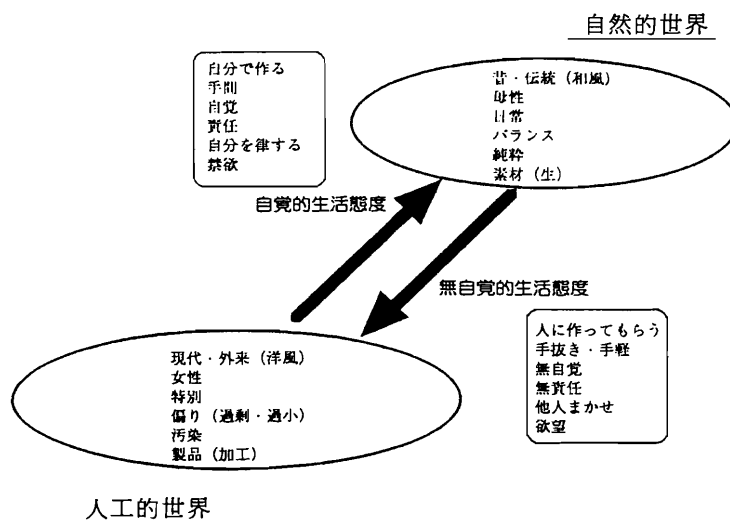 自然的世界
自分で作る
手間
自覚
責任
自分を律する
禁欲
昔・伝統（和風）
母性
日常
バランス
純粋
素材（生）
自覚的生活態度
無自覚的生活態度
人に作ってもらう
手抜き・手軽
無自覚
無責任
他人まかせ
欲望
現代・外来（洋風）
女性
特別
偏り（過剰・過小）
汚染
製品（加工）
人工的世界